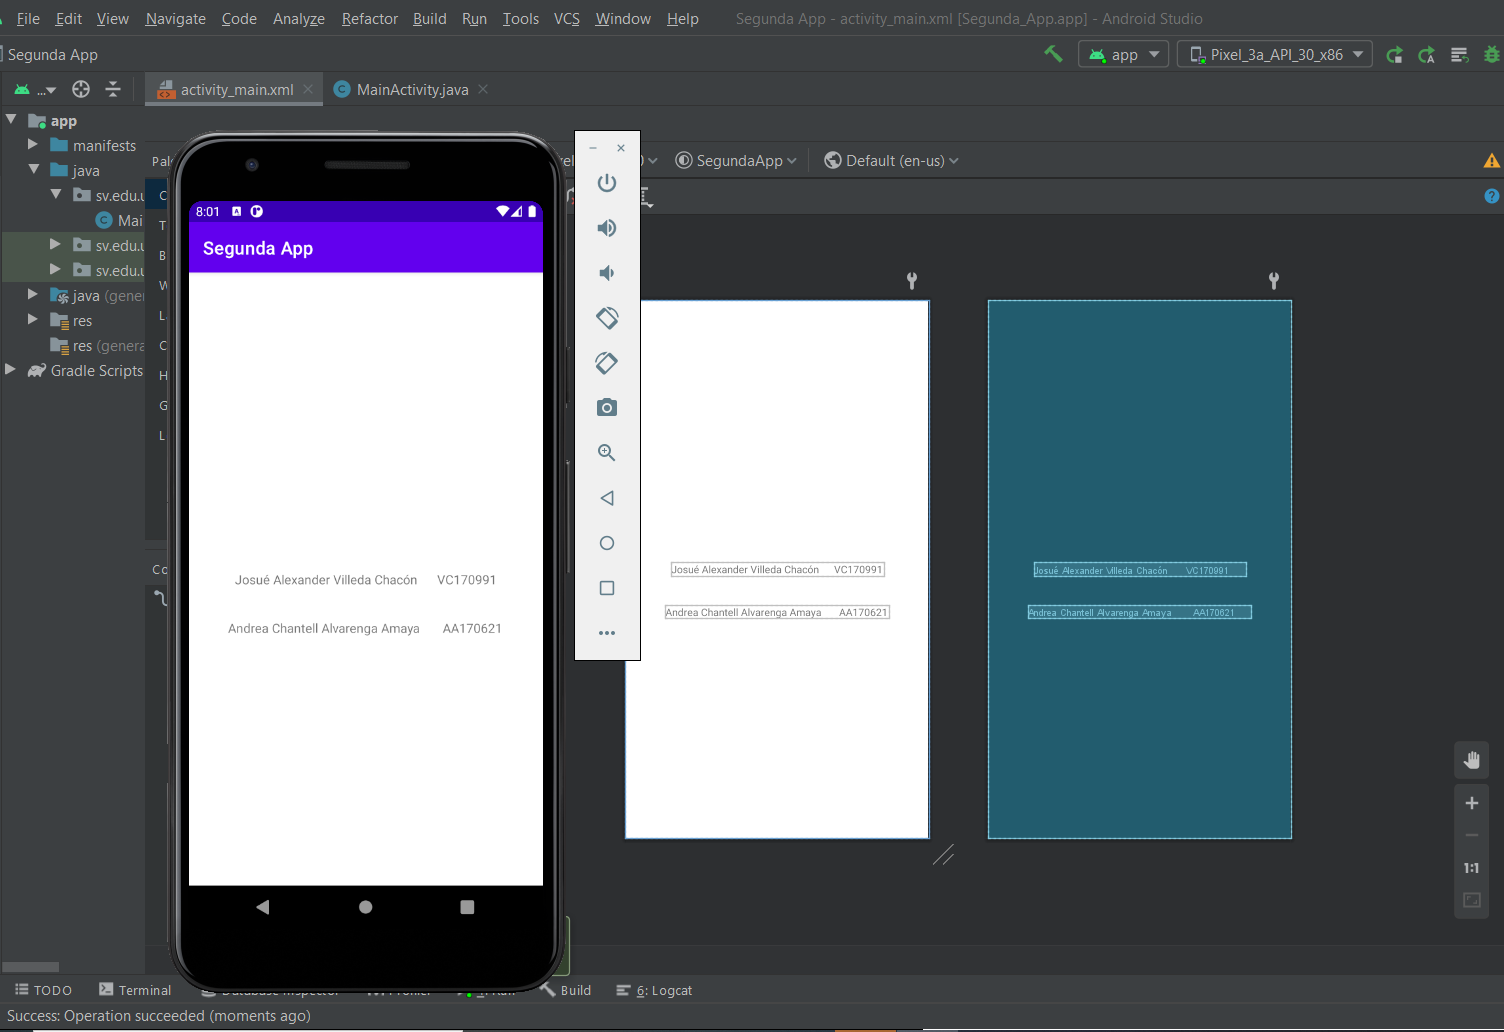 File Edit View Navigate Code Analyze Refactor Build Run Tools VCS Window Help Segunda App - activity_main.xml [Segunda_App.app] - Android Studio
Segunda App app Pixel_3a_API_30_x86
... activity_main.xml MainActivity.java
app
manifests
java
sv.edu.u
Mai
sv.edu.u
sv.edu.u
java (gener
res
res (genera
Gradle Scripts
Pal
SegundaApp Default (en-us)
C
T
B
W
L
C
H
G
L
Co
8:01
Segunda App
Josué Alexander Villeda Chacón VC170991
Andrea Chantell Alvarenga Amaya AA170621
Josué Alexander Villeda Chacón VC170991
Andrea Chantell Alvarenga Amaya AA170621
Josué Alexander Villeda Chacón VC170991
Andrea Chantell Alvarenga Amaya AA170621
1:1
TODO Terminal Build 6: Logcat
Success: Operation succeeded (moments ago)